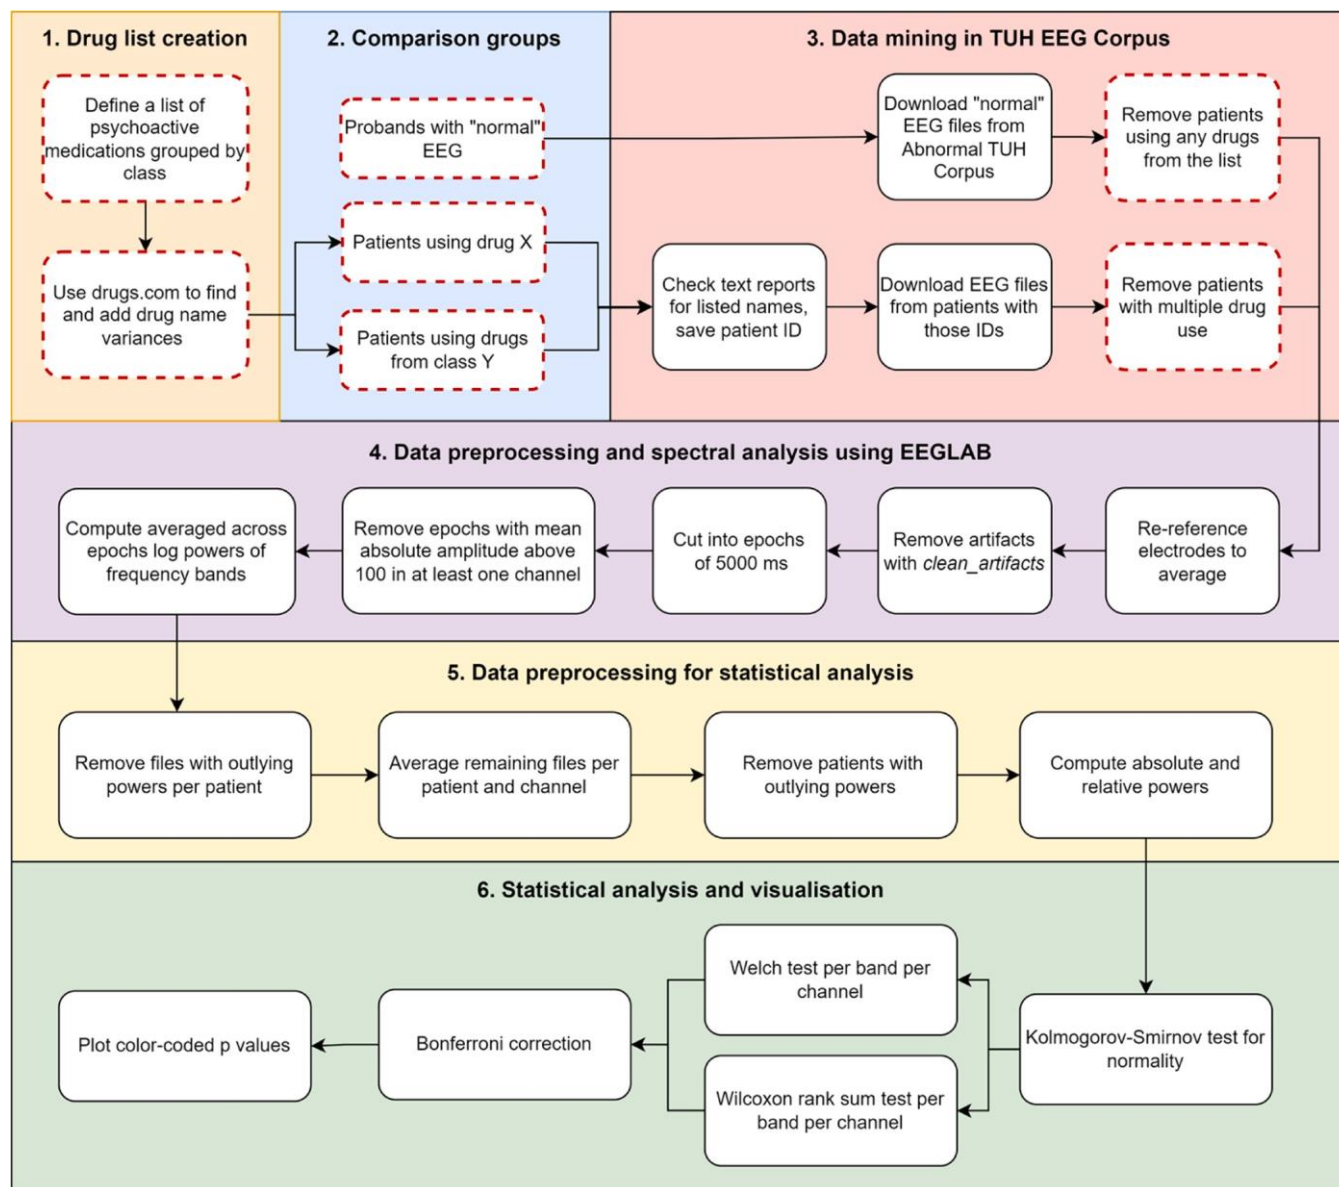 1. Drug list creation
Define a list of
psychoactive
medications grouped by
class
Use drugs.com to find
and add drug name
variances
2. Comparison groups
Probands with "normal"
EEG
Patients using drug X
Patients using drugs
from class Y
3. Data mining in TUH EEG Corpus
Download "normal"
EEG files from
Abnormal TUH
Corpus
Remove patients
using any drugs
from the list
Check text reports
for listed names,
save patient ID
Download EEG files
from patients with
those IDs
Remove patients
with multiple drug
use
4. Data preprocessing and spectral analysis using EEGLAB
Re-reference
electrodes to
average
Remove artifacts
with clean_artifacts
Cut into epochs
of 5000 ms
Remove epochs with mean
absolute amplitude above
100 in at least one channel
Compute averaged across
epochs log powers of
frequency bands
5. Data preprocessing for statistical analysis
Remove files with outlying
powers per patient
Average remaining files per
patient and channel
Remove patients with
outlying powers
Compute absolute and
relative powers
6. Statistical analysis and visualisation
Kolmogorov-Smirnov test for
normality
Welch test per band per
channel
Wilcoxon rank sum test per
band per channel
Bonferroni correction
Plot color-coded p values